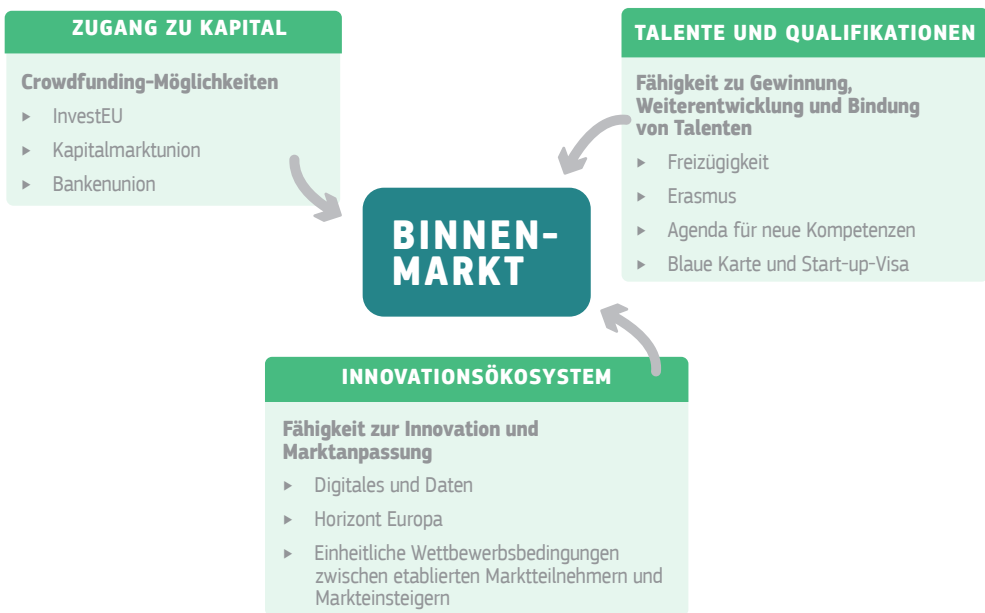 ZUGANG ZU KAPITAL
Crowdfunding-Möglichkeiten
▸ InvestEU
▸ Kapitalmarktunion
▸ Bankenunion
TALENTE UND QUALIFIKATIONEN
Fähigkeit zu Gewinnung,
Weiterentwicklung und Bindung
von Talenten
▸ Freizügigkeit
▸ Erasmus
▸ Agenda für neue Kompetenzen
▸ Blaue Karte und Start-up-Visa
BINNEN-
MARKT
INNOVATIONSÖKOSYSTEM
Fähigkeit zur Innovation und
Marktanpassung
▸ Digitales und Daten
▸ Horizont Europa
▸ Einheitliche Wettbewerbsbedingungen
zwischen etablierten Marktteilnehmern und
Markteinsteigern